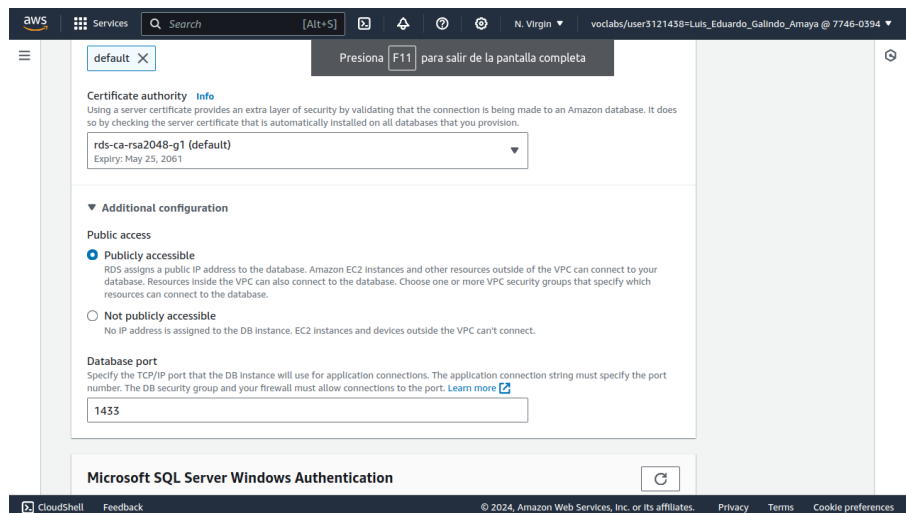 aws
Services
Search [Alt+S]
N. Virgin
voclabs/user3121438=Luis_Eduardo_Galindo_Amaya @ 7746-0394
default
Presiona F11 para salir de la pantalla completa
Certificate authority Info
Using a server certificate provides an extra layer of security by validating that the connection is being made to an Amazon database. It does
so by checking the server certificate that is automatically installed on all databases that you provision.
rds-ca-rsa2048-g1 (default)
Expiry: May 25, 2061
Additional configuration
Public access
Publicly accessible
RDS assigns a public IP address to the database. Amazon EC2 instances and other resources outside of the VPC can connect to your
database. Resources inside the VPC can also connect to the database. Choose one or more VPC security groups that specify which
resources can connect to the database.
Not publicly accessible
No IP address is assigned to the DB instance. EC2 instances and devices outside the VPC can't connect.
Database port
Specify the TCP/IP port that the DB instance will use for application connections. The application connection string must specify the port
number. The DB security group and your firewall must allow connections to the port. Learn more
1433
Microsoft SQL Server Windows Authentication
CloudShell Feedback © 2024, Amazon Web Services, Inc. or its affiliates. Privacy Terms Cookie preferences